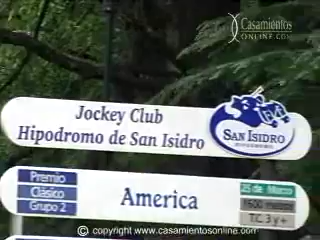 Casamientos
ONLINE.COM
Jockey Club
Hipodromo de San Isidro
SAN ISIDRO
Premio
Clásico
Grupo 2
America
25 de Marzo
1600 metros
T.C. 3 y +
© copyright www.casamientosonline.com